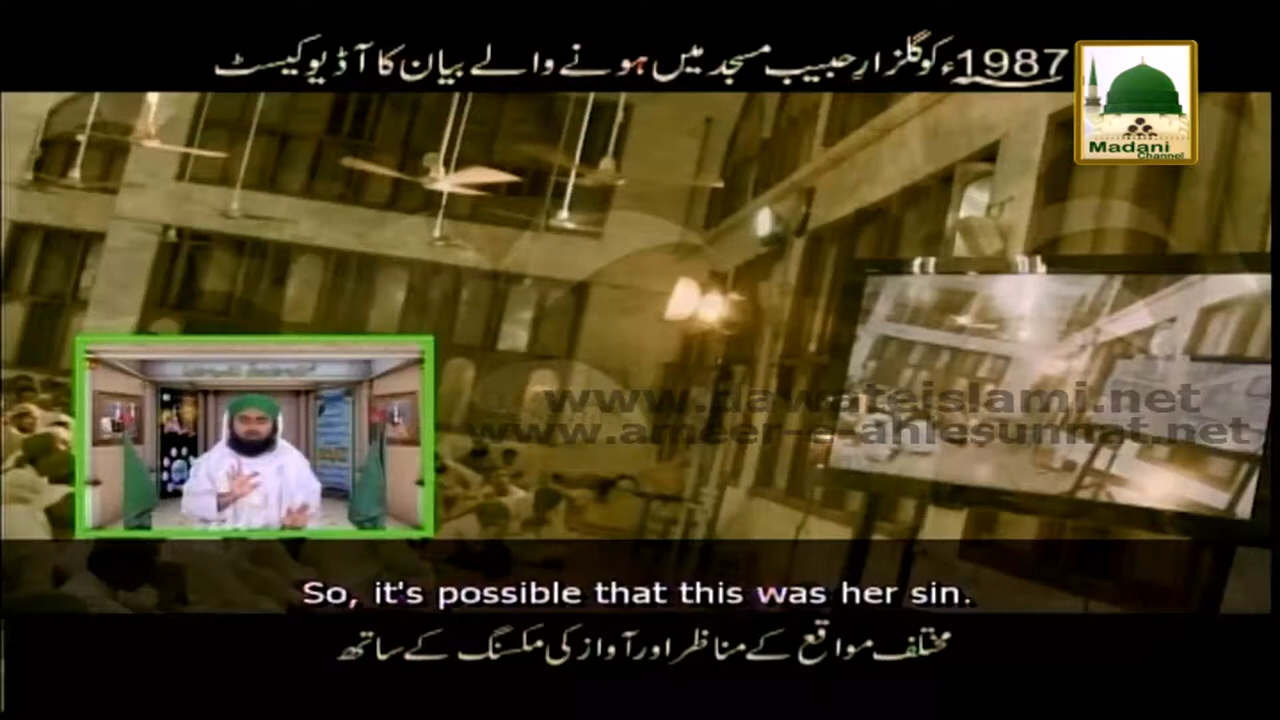 1987ء کو گلزارِ حبیب مسجد میں ہونے والے بیان کا آڈیو کیسٹ
Madani
Channel
www.dawateislami.net
www.ameer-e-ahlesunnat.net
So, it's possible that this was her sin.
مختلف مواقع کے مناظر اور آواز کی مکسنگ کے ساتھ